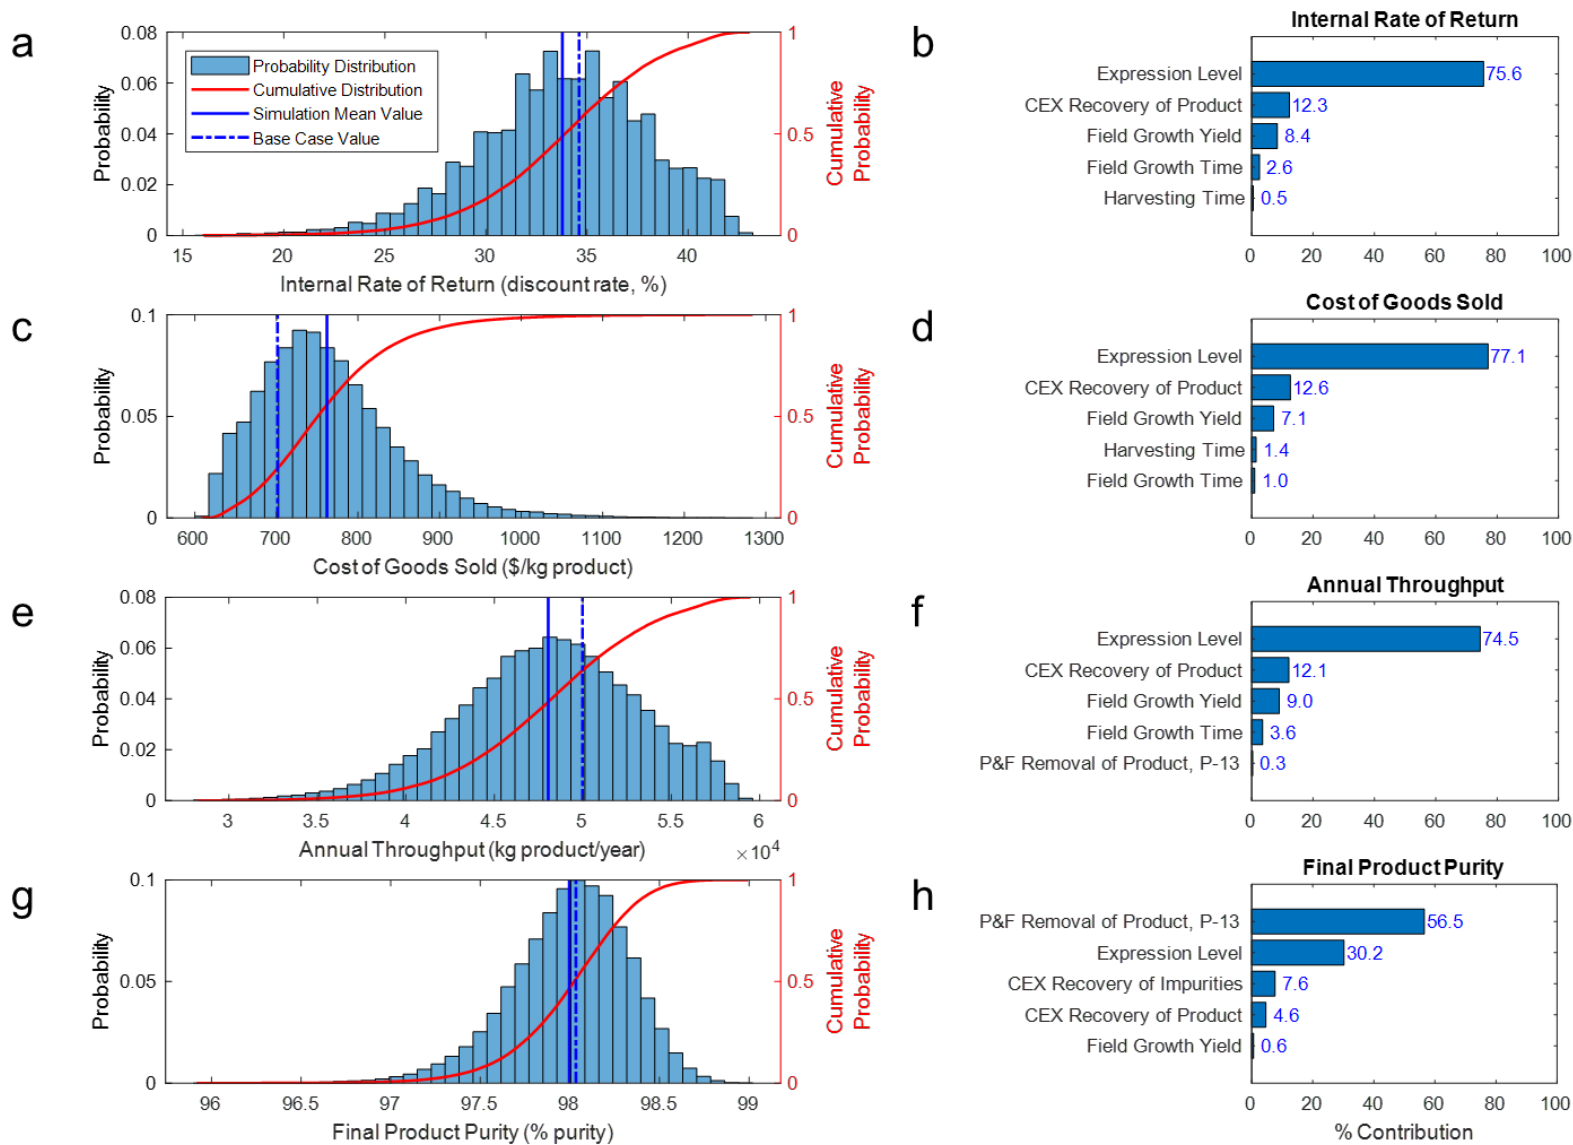 a
0.08
0.06
0.04
0.02
0
Probability
Probability Distribution
Cumulative Distribution
Simulation Mean Value
Base Case Value
1
0.5
0
Cumulative
Probability
15 20 25 30 35 40
Internal Rate of Return (discount rate, %)
b
Internal Rate of Return
Expression Level 75.6
CEX Recovery of Product 12.3
Field Growth Yield 8.4
Field Growth Time 2.6
Harvesting Time 0.5
0 20 40 60 80 100
c
0.1
0.05
0
Probability
1
0.5
0
Cumulative
Probability
600 700 800 900 1000 1100 1200 1300
Cost of Goods Sold ($/kg product)
d
Cost of Goods Sold
Expression Level 77.1
CEX Recovery of Product 12.6
Field Growth Yield 7.1
Harvesting Time 1.4
Field Growth Time 1.0
0 20 40 60 80 100
e
0.08
0.06
0.04
0.02
0
Probability
1
0.5
0
Cumulative
Probability
3 3.5 4 4.5 5 5.5 6
Annual Throughput (kg product/year) ×10⁴
f
Annual Throughput
Expression Level 74.5
CEX Recovery of Product 12.1
Field Growth Yield 9.0
Field Growth Time 3.6
P&F Removal of Product, P-13 0.3
0 20 40 60 80 100
g
0.1
0.05
0
Probability
1
0.5
0
Cumulative
Probability
96 96.5 97 97.5 98 98.5 99
Final Product Purity (% purity)
h
Final Product Purity
P&F Removal of Product, P-13 56.5
Expression Level 30.2
CEX Recovery of Impurities 7.6
CEX Recovery of Product 4.6
Field Growth Yield 0.6
0 20 40 60 80 100
% Contribution